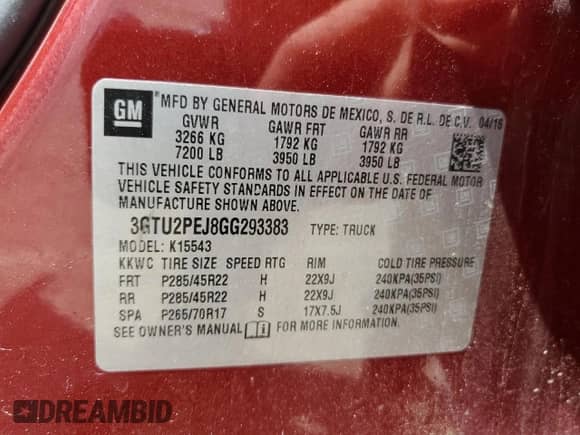 GM
®MFD BY GENERAL MOTORS DE MEXICO, S. DE R.L. DE C.V. 04/16
GVWR GAWR FRT GAWR RR
3266 KG 1792 KG 1792 KG
7200 LB 3950 LB 3950 LB
THIS VEHICLE CONFORMS TO ALL APPLICABLE U.S. FEDERAL MOTOR
VEHICLE SAFETY STANDARDS IN EFFECT ON THE DATE OF
MANUFACTURE SHOWN ABOVE.
3GTU2PEJ8GG293383 TYPE: TRUCK
MODEL: K15543
KKWC TIRE SIZE SPEED RTG RIM COLD TIRE PRESSURE
FRT P285/45R22 H 22X9J 240KPA(35PSI)
RR P285/45R22 H 22X9J 240KPA(35PSI)
SPA P265/70R17 S 17X7.5J 240KPA(35PSI)
SEE OWNER'S MANUAL FOR MORE INFORMATION.
DREAMBID